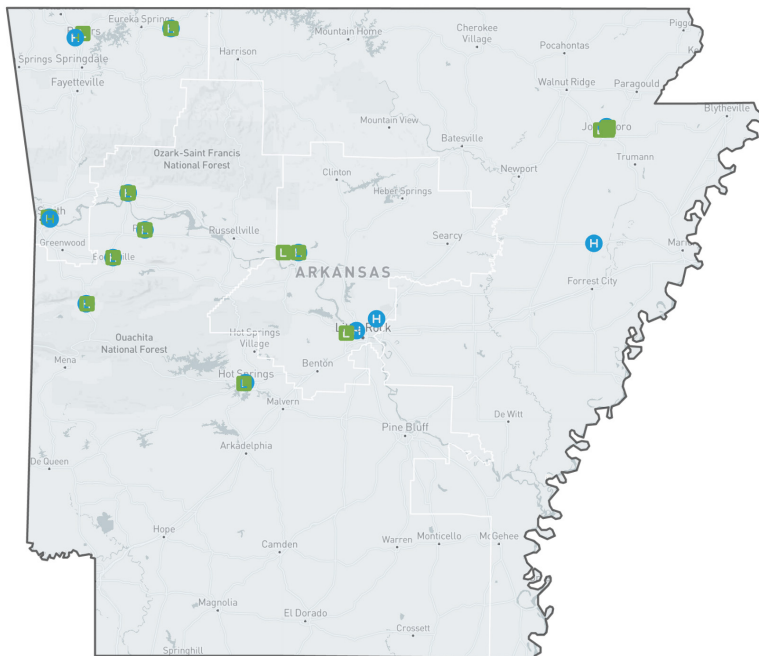 Eureka Springs
Mountain Home
Cherokee
Village
Harrison
Pocahontas
Springs
Springdale
Fayetteville
Walnut Ridge
Paragould
Blytheville
Mountain View
Batesville
Trumann
Ozark-Saint Francis
National Forest
Clinton
Newport
Heber Springs
Greenwood
Russellville
Searcy
ARKANSAS
Forrest City
H
L
Ouachita
National Forest
Hot Springs
Village
Mena
Benton
Hot Springs
Malvern
De Witt
Pine Bluff
Arkadelphia
De Queen
Hope
Camden
Warren
Monticello
McGehee
Magnolia
El Dorado
Crossett
Springhill